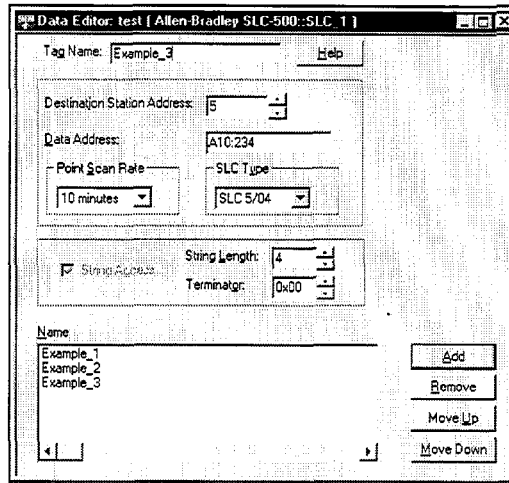 Data Editor: test [ Allen-Bradley SLC-500::SLC_1 ]
Tag Name: Example_3 Help
Destination Station Address: 5
Data Address: A10:234
Point Scan Rate SLC Type
10 minutes SLC 5/04
String Access String Length: 4
Terminator: 0x00
Name
Example_1
Example_2
Example_3
Add
Remove
Move Up
Move Down